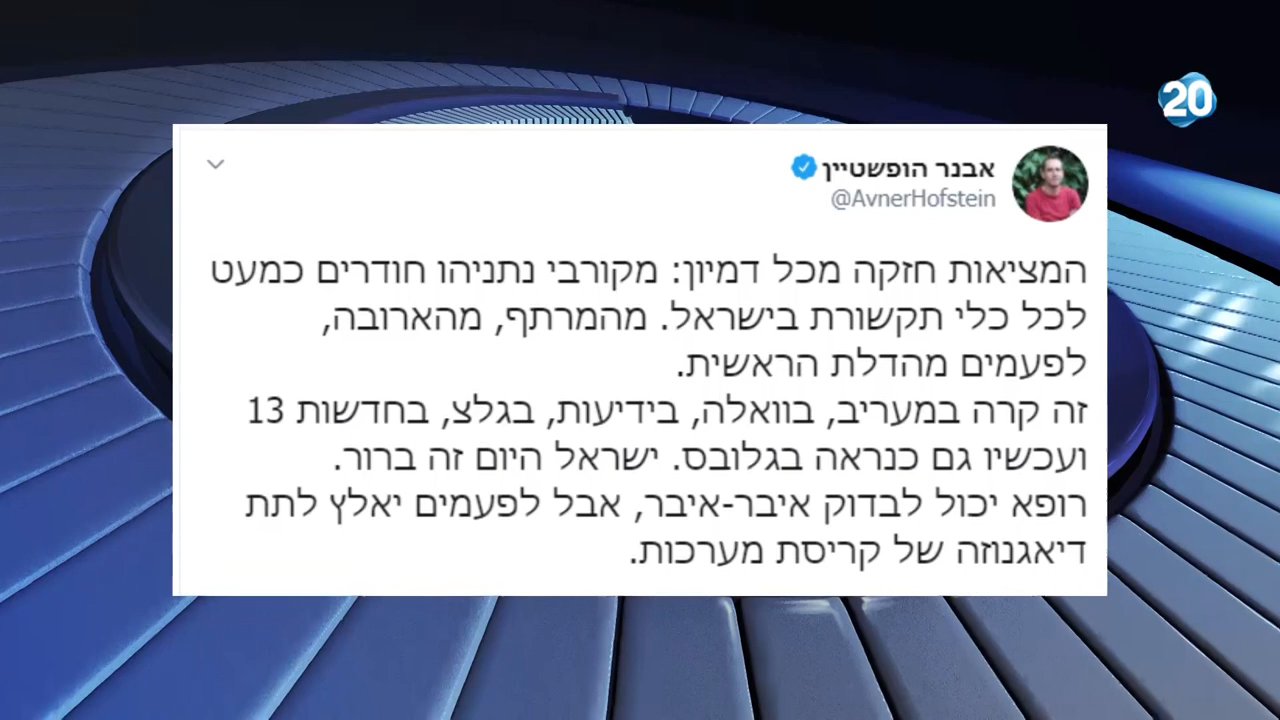 20
אבנר הופשטיין
@AvnerHofstein
המציאות חזקה מכל דמיון: מקורבי נתניהו חודרים כמעט
לכל כלי תקשורת בישראל. מהמרתף, מהארובה,
לפעמים מהדלת הראשית.
זה קרה במעריב, בוואלה, בידיעות, בגלצ, בחדשות 13
ועכשיו גם כנראה בגלובס. ישראל היום זה ברור.
רופא יכול לבדוק איבר-איבר, אבל לפעמים יאלץ לתת
דיאגנוזה של קריסת מערכות.